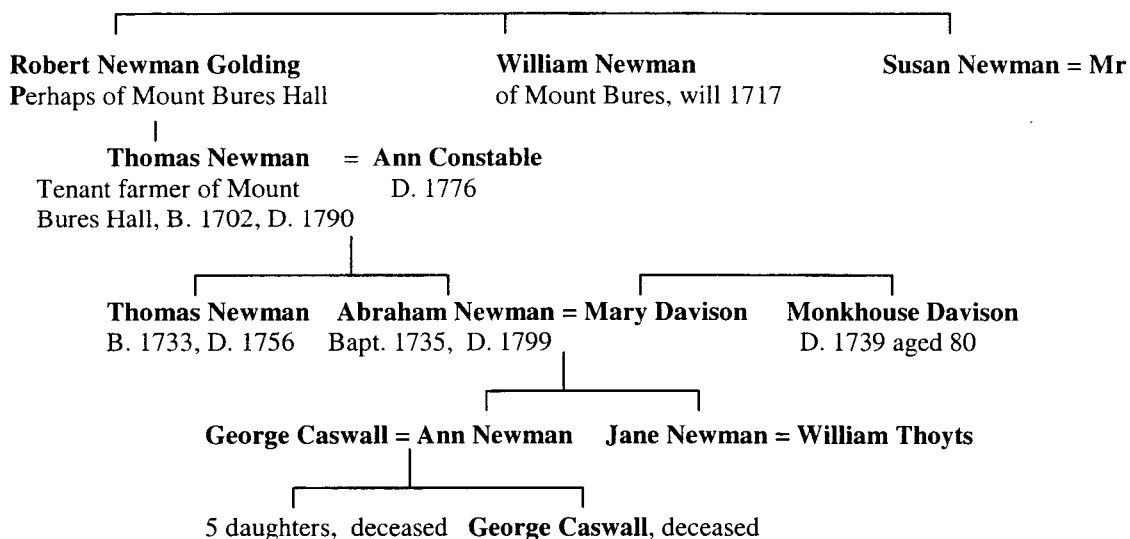 Robert Newman Golding William Newman Susan Newman = Mr
Perhaps of Mount Bures Hall of Mount Bures, will 1717
Thomas Newman = Ann Constable
Tenant farmer of Mount D. 1776
Bures Hall, B. 1702, D. 1790
Thomas Newman Abraham Newman = Mary Davison Monkhouse Davison
B. 1733, D. 1756 Bapt. 1735, D. 1799 D. 1739 aged 80
George Caswall = Ann Newman Jane Newman = William Thoyts
5 daughters, deceased George Caswall, deceased